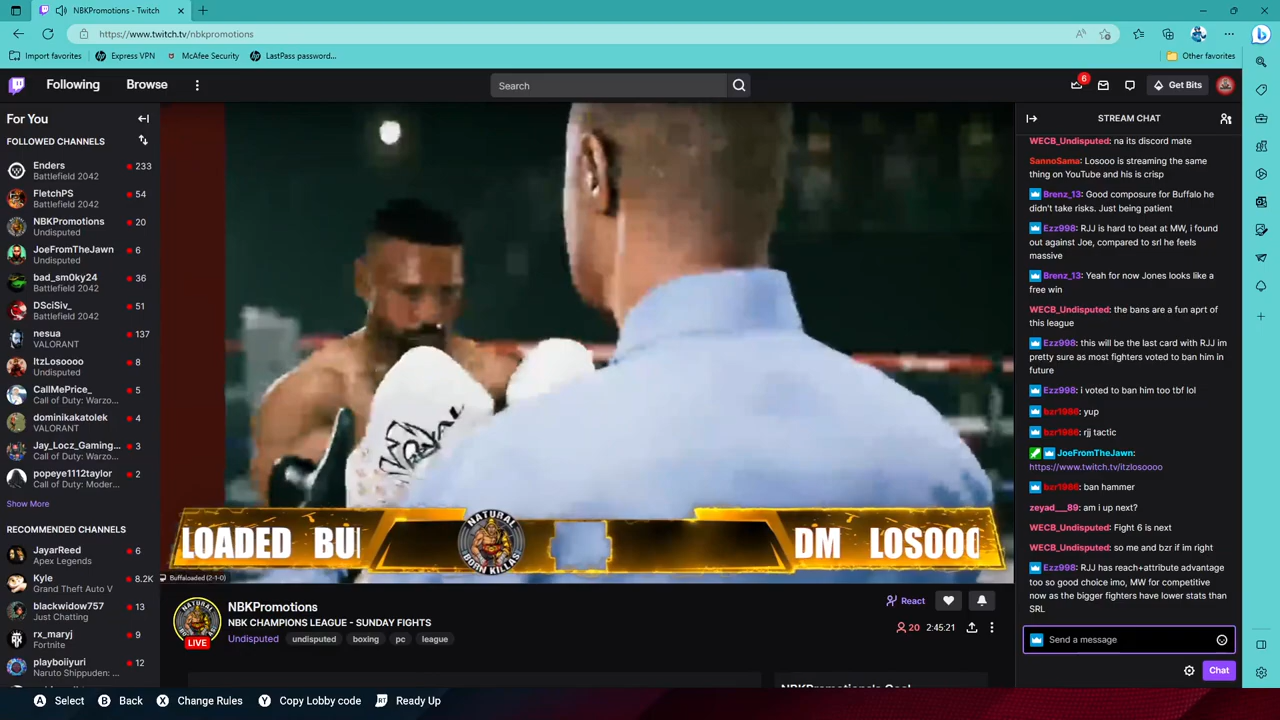 NBKPromotions - Twitch
https://www.twitch.tv/nbkpromotions
Import favorites
Express VPN
McAfee Security
LastPass password...
Other favorites
Following
Browse
Search
6
Get Bits
For You
FOLLOWED CHANNELS
Enders
233
Battlefield 2042
FletchPS
54
Battlefield 2042
NBKPromotions
20
Undisputed
JoeFromTheJawn
6
Undisputed
bad_sm0ky24
36
Battlefield 2042
DSciSiv_
51
Battlefield 2042
nesua
137
VALORANT
ItzLosoooo
8
Undisputed
CallMePrice_
5
Call of Duty: Warzo...
dominikakatolek
4
VALORANT
Jay_Locz_Gaming...
3
Call of Duty: Warzo...
popeye1112taylor
2
Call of Duty: Moder...
Show More
RECOMMENDED CHANNELS
JayarReed
6
Apex Legends
Kyle
8.2K
Grand Theft Auto V
blackwidow757
13
Just Chatting
rx_maryj
9
Fortnite
playboiiyuri
12
Naruto Shippuden: ...
LOADED BUI
NATURAL
BORN KILLAS
DM LOSOOO
Buffaloaded (2-1-0)
LIVE
NBKPromotions
NBK CHAMPIONS LEAGUE - SUNDAY FIGHTS
Undisputed
undisputed
boxing
pc
league
React
20
2:45:21
NBKPromotions's Goal
STREAM CHAT
WECB_Undisputed: na its discord mate
SannoSama: Losooo is streaming the same
thing on YouTube and his is crisp
Brenz_13: Good composure for Buffalo he
didn't take risks. Just being patient
Ezz998: RJJ is hard to beat at MW, i found
out against Joe, compared to srl he feels
massive
Brenz_13: Yeah for now Jones looks like a
free win
WECB_Undisputed: the bans are a fun aprt of
this league
Ezz998: this will be the last card with RJJ im
pretty sure as most fighters voted to ban him in
future
Ezz998: i voted to ban him too tbf lol
bzr1986: yup
bzr1986: rjj tactic
JoeFromTheJawn:
https://www.twitch.tv/itzlosoooo
bzr1986: ban hammer
zeyad___89: am i up next?
WECB_Undisputed: Fight 6 is next
WECB_Undisputed: so me and bzr if im right
Ezz998: RJJ has reach+attribute advantage
too so good choice imo, MW for competitive
now as the bigger fighters have lower stats than
SRL
Send a message
Chat
A Select
B Back
X Change Rules
Y Copy Lobby code
RT Ready Up